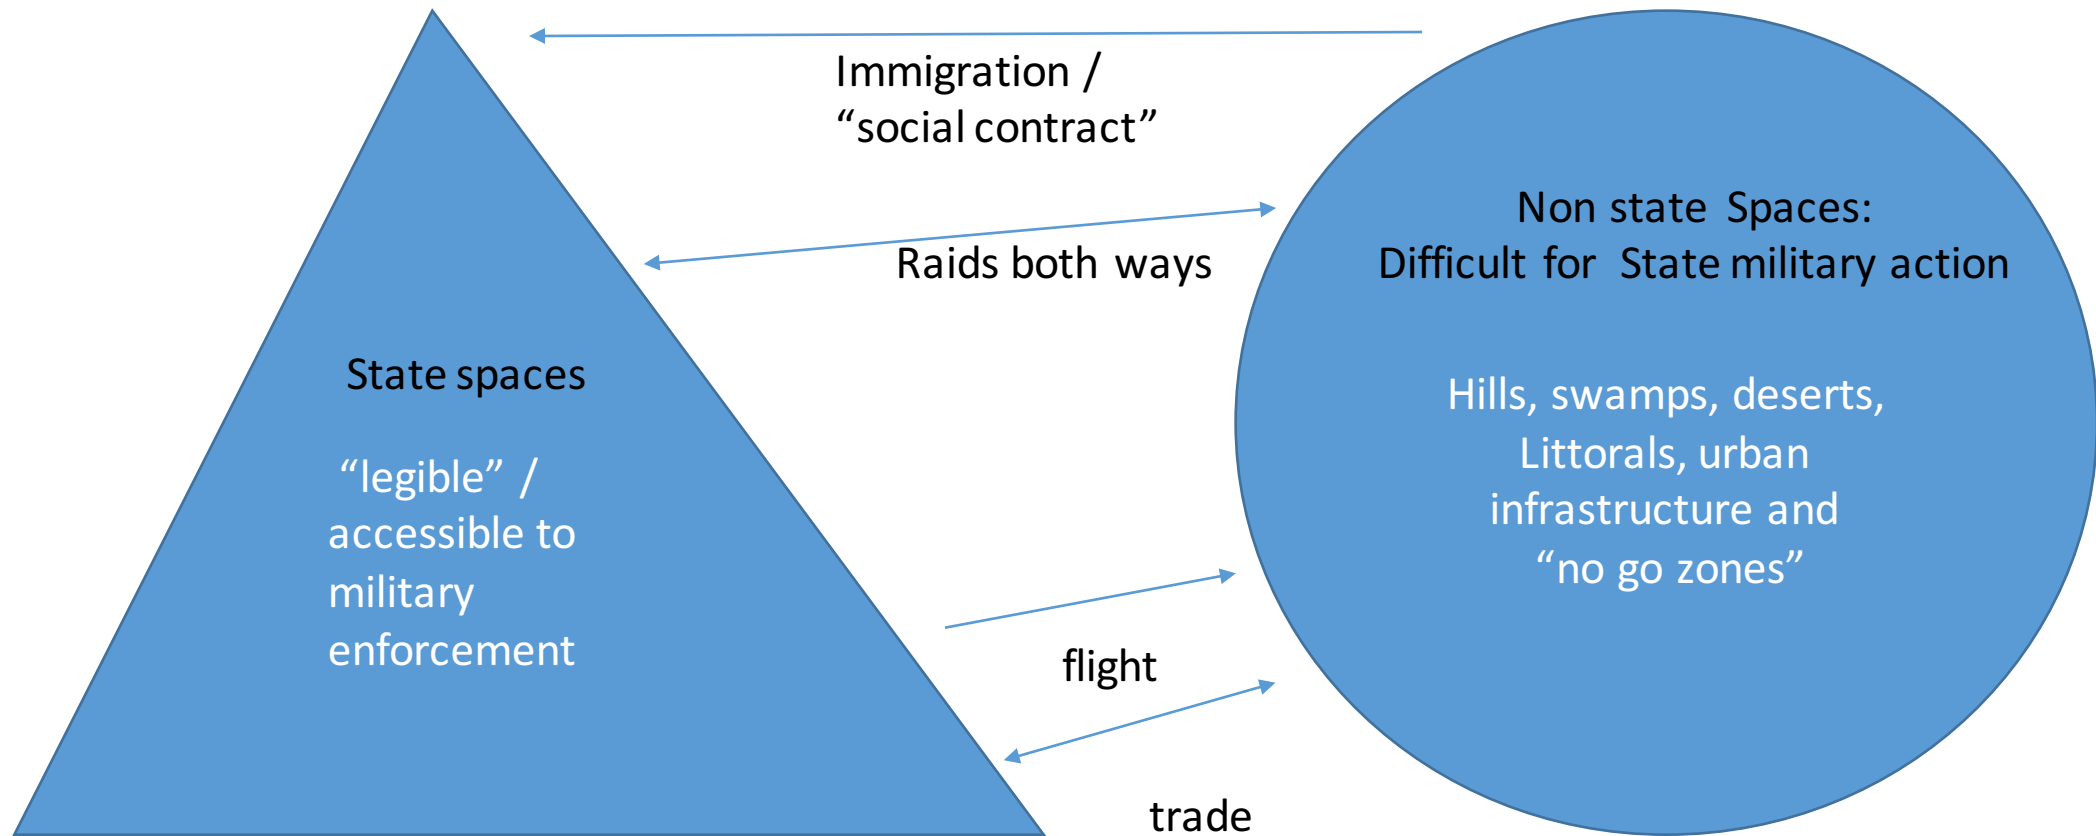 Immigration /
“social contract”
Raids both ways
State spaces
“legible” /
accessible to
military
enforcement
Non state Spaces:
Difficult for State military action
Hills, swamps, deserts,
Littorals, urban
infrastructure and
“no go zones”
flight
trade